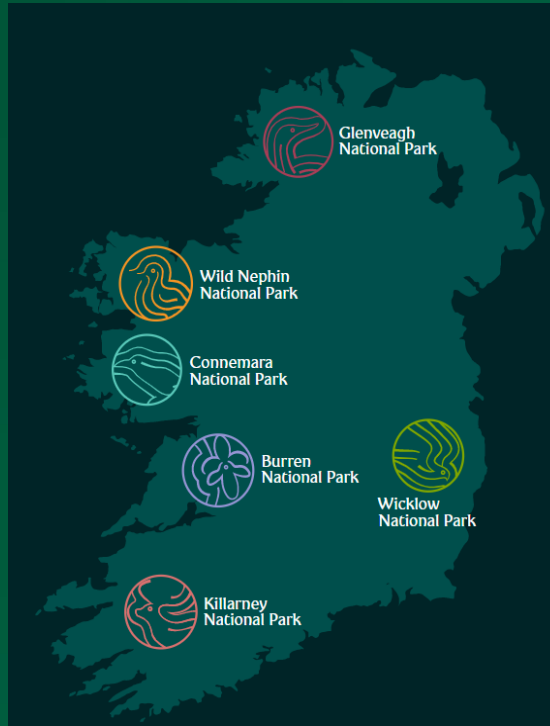 Glenveagh
National Park
Wild Nephin
National Park
Connemara
National Park
Burren
National Park
Wicklow
National Park
Killarney
National Park